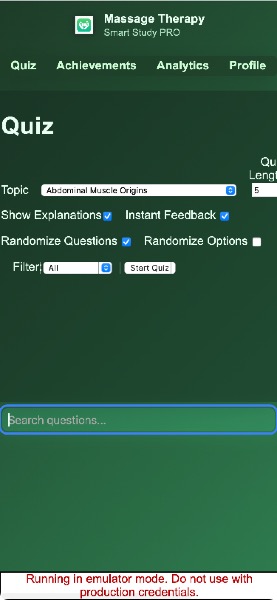 Massage Therapy
Smart Study PRO
Quiz
Achievements
Analytics
Profile
Quiz
Topic
Abdominal Muscle Origins
5
Show Explanations
Instant Feedback
Randomize Questions
Randomize Options
Filter:
All
Start Quiz
Search questions...
Running in emulator mode. Do not use with
production credentials.